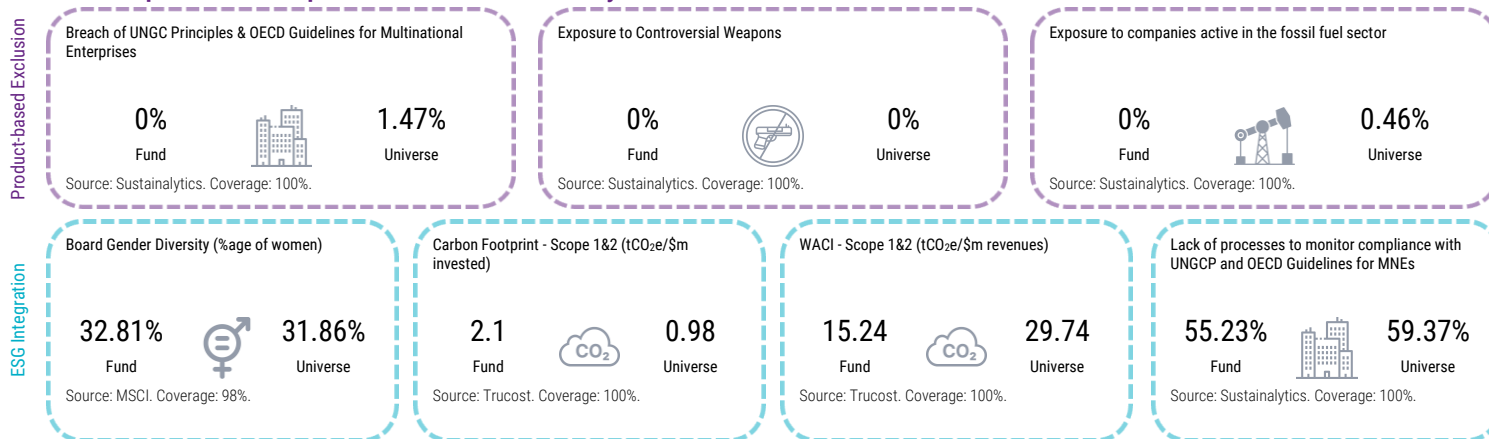 Product-based Exclusion
Breach of UNGC Principles & OECD Guidelines for Multinational
Enterprises
0%
1.47%
Fund
Universe
Source: Sustainalytics. Coverage: 100%.
Exposure to Controversial Weapons
0%
0%
Fund
Universe
Source: Sustainalytics. Coverage: 100%.
Exposure to companies active in the fossil fuel sector
0%
0.46%
Fund
Universe
Source: Sustainalytics. Coverage: 100%.
ESG Integration
Board Gender Diversity (%age of women)
32.81%
31.86%
Fund
Universe
Source: MSCI. Coverage: 98%.
Carbon Footprint - Scope 1&2 (tCO₂e/$m
invested)
2.1
CO₂
0.98
Fund
Universe
Source: Trucost. Coverage: 100%.
WACI - Scope 1&2 (tCO₂e/$m revenues)
15.24
CO₂
29.74
Fund
Universe
Source: Trucost. Coverage: 100%.
Lack of processes to monitor compliance with
UNGCP and OECD Guidelines for MNEs
55.23%
59.37%
Fund
Universe
Source: Sustainalytics. Coverage: 100%.